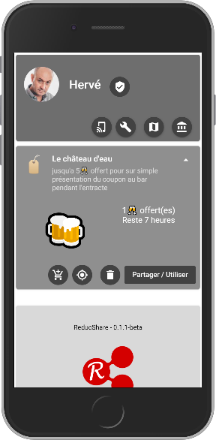 Hervé
Le château d'eau
jusqu'a 5 offert pour sur simple
présentation du coupon au bar
pendant l'entracte
1 offert(es)
Reste 7 heures
Partager / Utiliser
ReducShare - 0.1.1-beta
R